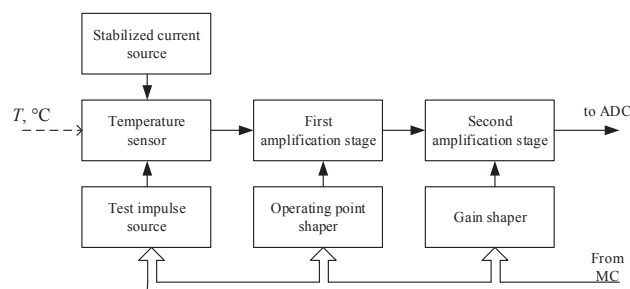 Stabilized current
source
T, °C
Temperature
sensor
First
amplification stage
Second
amplification stage
to ADC
Test impulse
source
Operating point
shaper
Gain shaper
From
MC